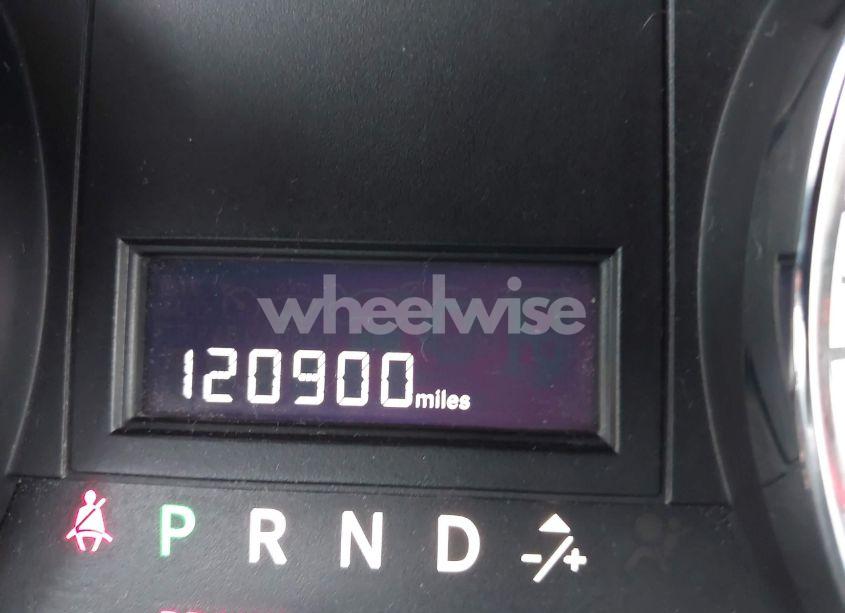 wheelwise
120900miles
P R N D -/+